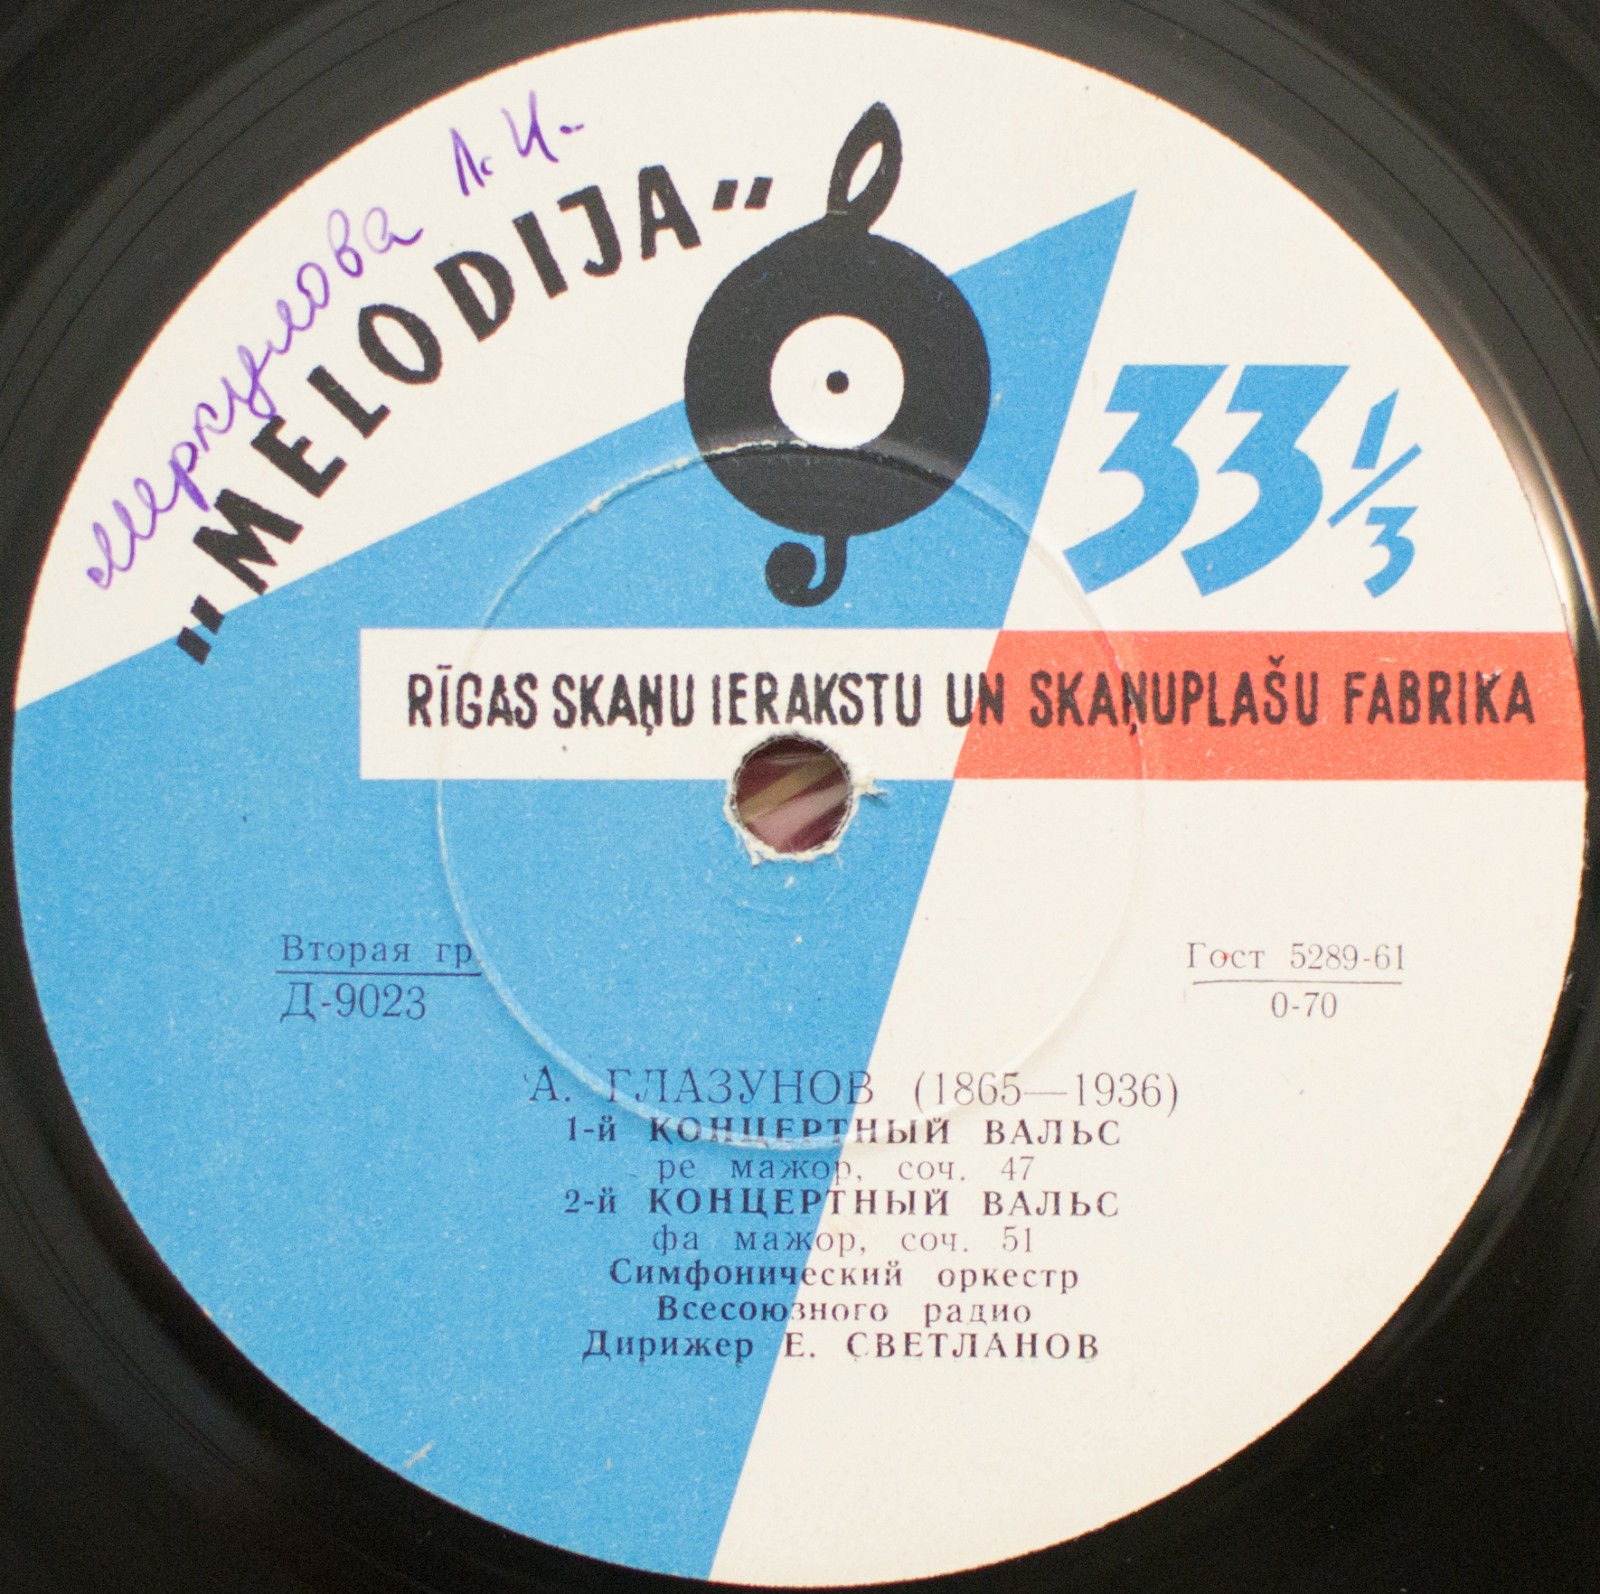 Меркулова Л. И.
"MELODIJA"
33 1/3
RĪGAS SKAŅU IERAKSTU UN SKAŅUPLAŠU FABRIKA
Вторая гр.
Д-9023
Гост 5289-61
0-70
А. ГЛАЗУНОВ (1865—1936)
1-й КОНЦЕРТНЫЙ ВАЛЬС
ре мажор, соч. 47
2-й КОНЦЕРТНЫЙ ВАЛЬС
фа мажор, соч. 51
Симфонический оркестр
Всесоюзного радио
Дирижер Е. СВЕТЛАНОВ